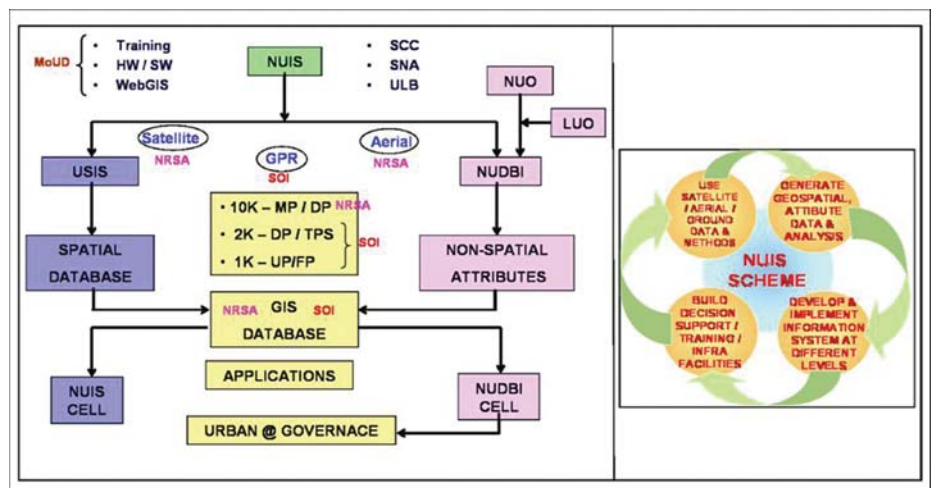 MoUD
• Training
• HW / SW
• WebGIS
NUIS
• SCC
• SNA
• ULB
NUO
LUO
Satellite
NRSA
GPR
SOI
Aerial
NRSA
USIS
NUDBI
• 10K – MP / DP NRSA
• 2K – DP / TPS
• 1K – UP/FP
SOI
SPATIAL
DATABASE
NON-SPATIAL
ATTRIBUTES
NRSA GIS SOI
DATABASE
APPLICATIONS
NUIS
CELL
NUDBI
CELL
URBAN @ GOVERNACE
USE
SATELLITE
/ AERIAL /
GROUND
DATA &
METHODS
GENERATE
GEOSPATIAL,
ATTRIBUTE
DATA &
ANALYSIS
NUIS
SCHEME
BUILD
DECISION
SUPPORT /
TRAINING /
INFRA
FACILITIES
DEVELOP &
IMPLEMENT
INFORMATION
SYSTEM AT
DIFFERENT
LEVELS